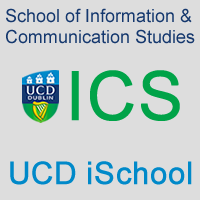 School of Information &
Communication Studies
UCD
DUBLIN
ICS
UCD iSchool